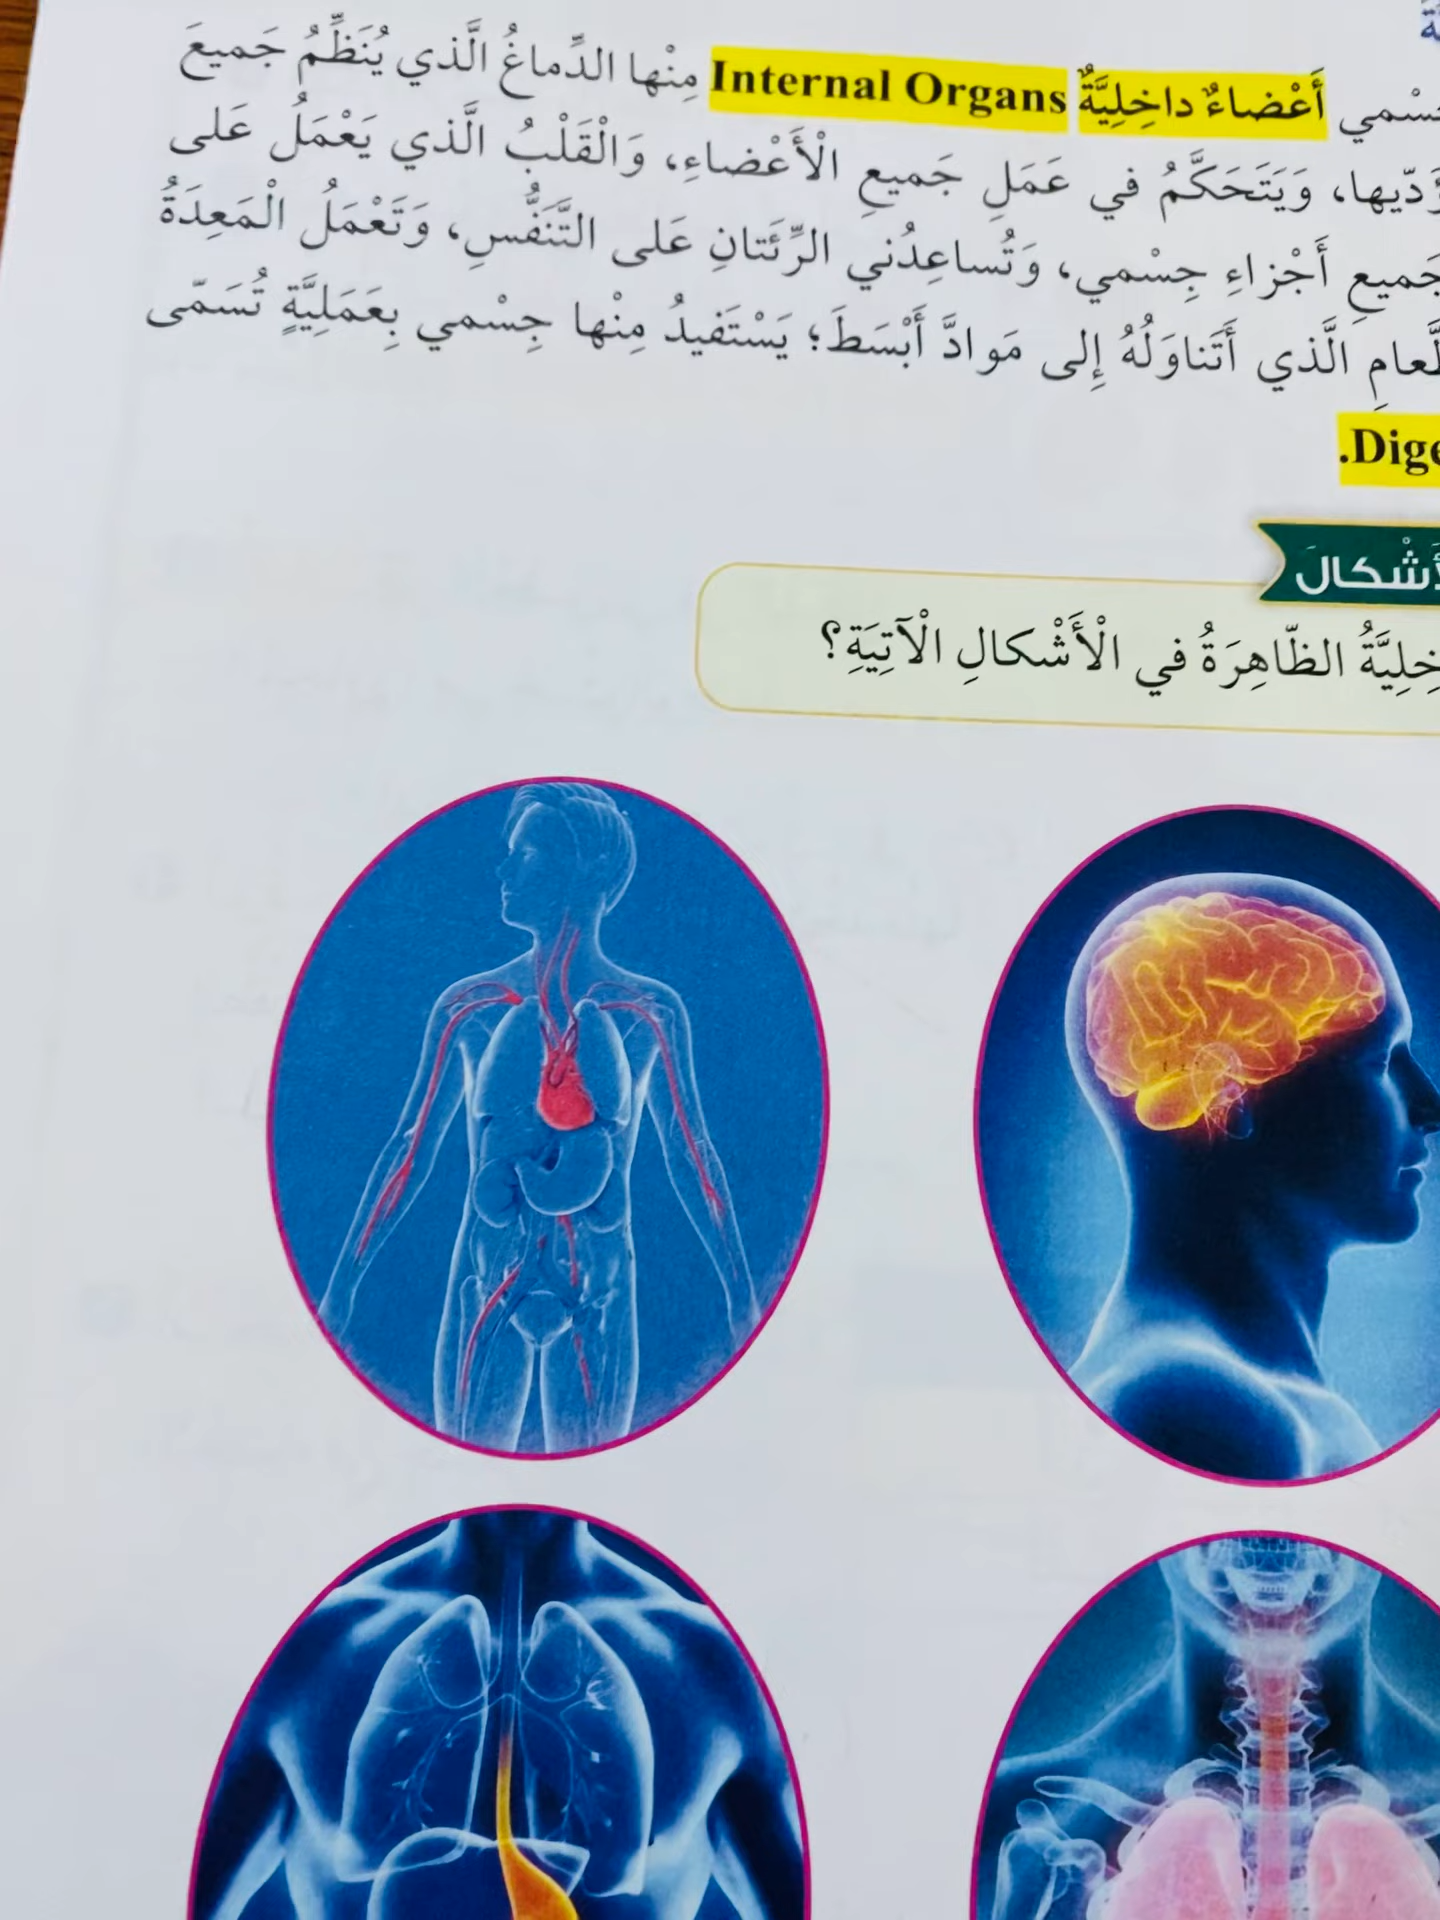 جِسْمي أَعْضاءٌ داخِلِيَّةٌ Internal Organs مِنْها الدِّماغُ الَّذي يُنَظِّمُ جَميعَ
وَيَتَحَكَّمُ في عَمَلِ جَميعِ الْأَعْضاءِ، وَالْقَلْبُ الَّذي يَعْمَلُ عَلى
جَميعِ أَجْزاءِ جِسْمي، وَتُساعِدُني الرِّئَتانِ عَلى التَّنَفُّسِ، وَتَعْمَلُ الْمَعِدَةُ
الَّذي أَتَناوَلُهُ إِلى مَوادَّ أَبْسَطَ؛ يَسْتَفيدُ مِنْها جِسْمي بِعَمَلِيَّةٍ تُسَمّى
الظّاهِرَةُ في الْأَشْكالِ الْآتِيَةِ؟